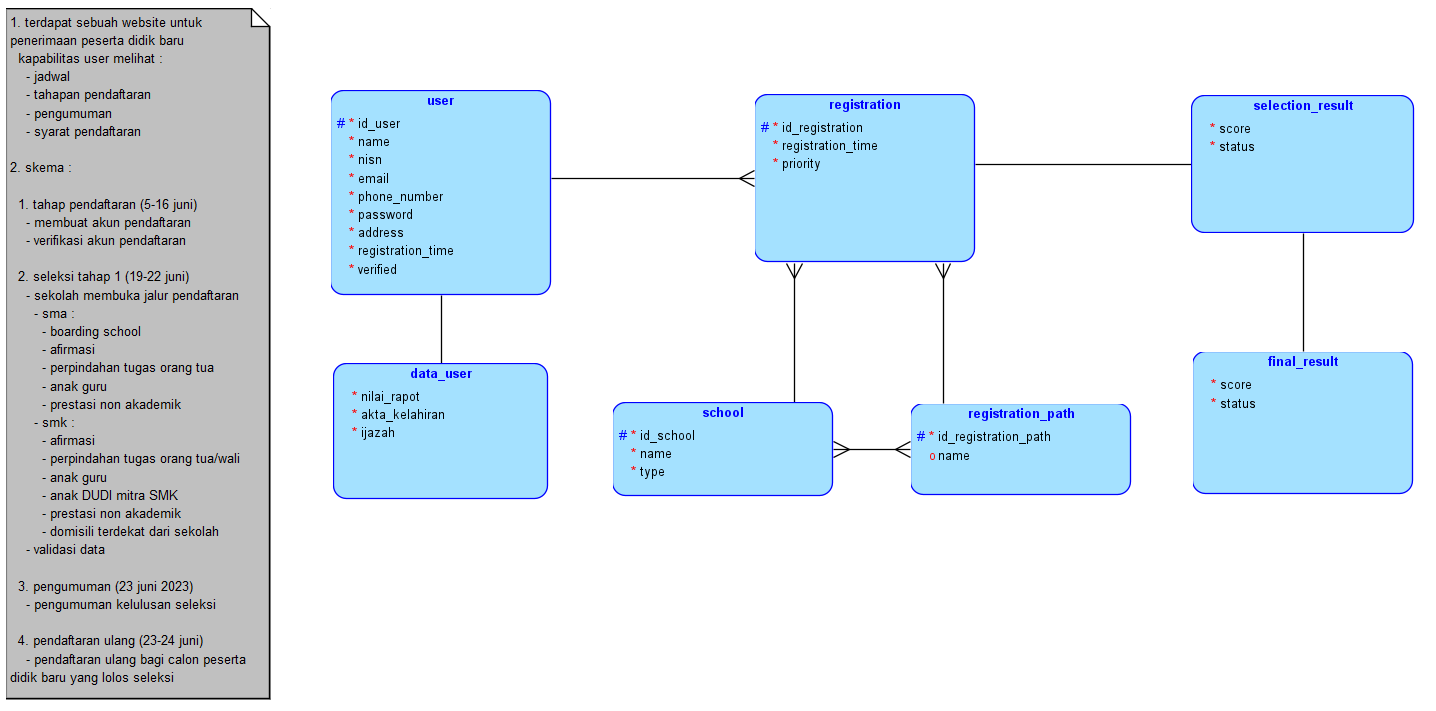 1. terdapat sebuah website untuk
penerimaan peserta didik baru
kapabilitas user melihat :
- jadwal
- tahapan pendaftaran
- pengumuman
- syarat pendaftaran
2. skema :
1. tahap pendaftaran (5-16 juni)
- membuat akun pendaftaran
- verifikasi akun pendaftaran
2. seleksi tahap 1 (19-22 juni)
- sekolah membuka jalur pendaftaran
- sma :
- boarding school
- afirmasi
- perpindahan tugas orang tua
- anak guru
- prestasi non akademik
- smk :
- afirmasi
- perpindahan tugas orang tua/wali
- anak guru
- anak DUDI mitra SMK
- prestasi non akademik
- domisili terdekat dari sekolah
- validasi data
3. pengumuman (23 juni 2023)
- pengumuman kelulusan seleksi
4. pendaftaran ulang (23-24 juni)
- pendaftaran ulang bagi calon peserta
didik baru yang lolos seleksi
user
# * id_user
* name
* nisn
* email
* phone_number
* password
* address
* registration_time
* verified
registration
# * id_registration
* registration_time
* priority
selection_result
* score
* status
data_user
* nilai_rapot
* akta_kelahiran
* ijazah
school
# * id_school
* name
* type
registration_path
# * id_registration_path
o name
final_result
* score
* status